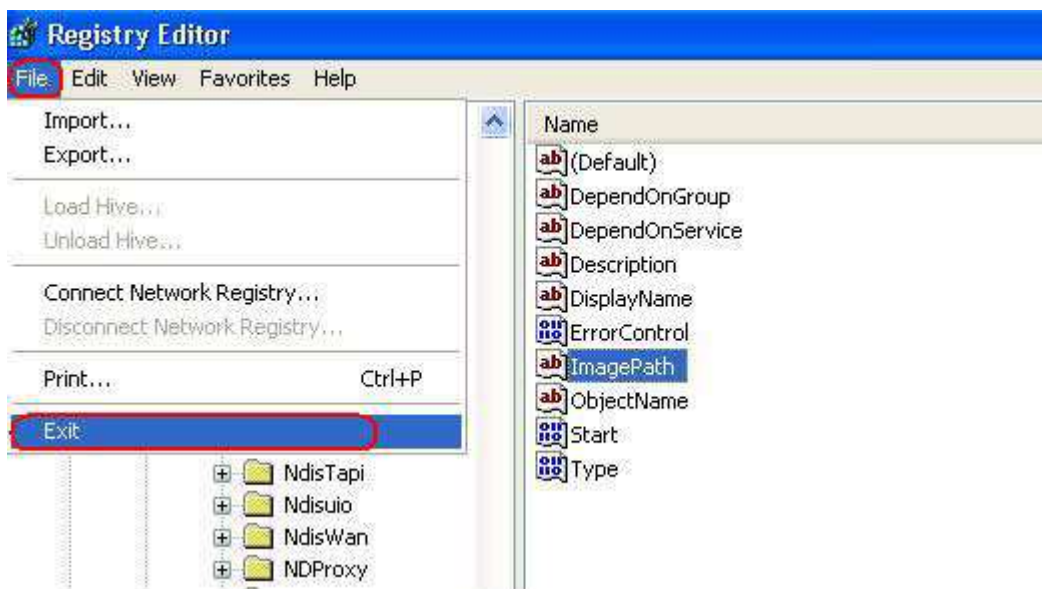 Registry Editor
File Edit View Favorites Help
Import...
Export...
Load Hive...
Unload Hive...
Connect Network Registry...
Disconnect Network Registry...
Print... Ctrl+P
Exit
NdisTapi
Ndisuio
NdisWan
NDProxy
Name
(Default)
DependOnGroup
DependOnService
Description
DisplayName
ErrorControl
ImagePath
ObjectName
Start
Type